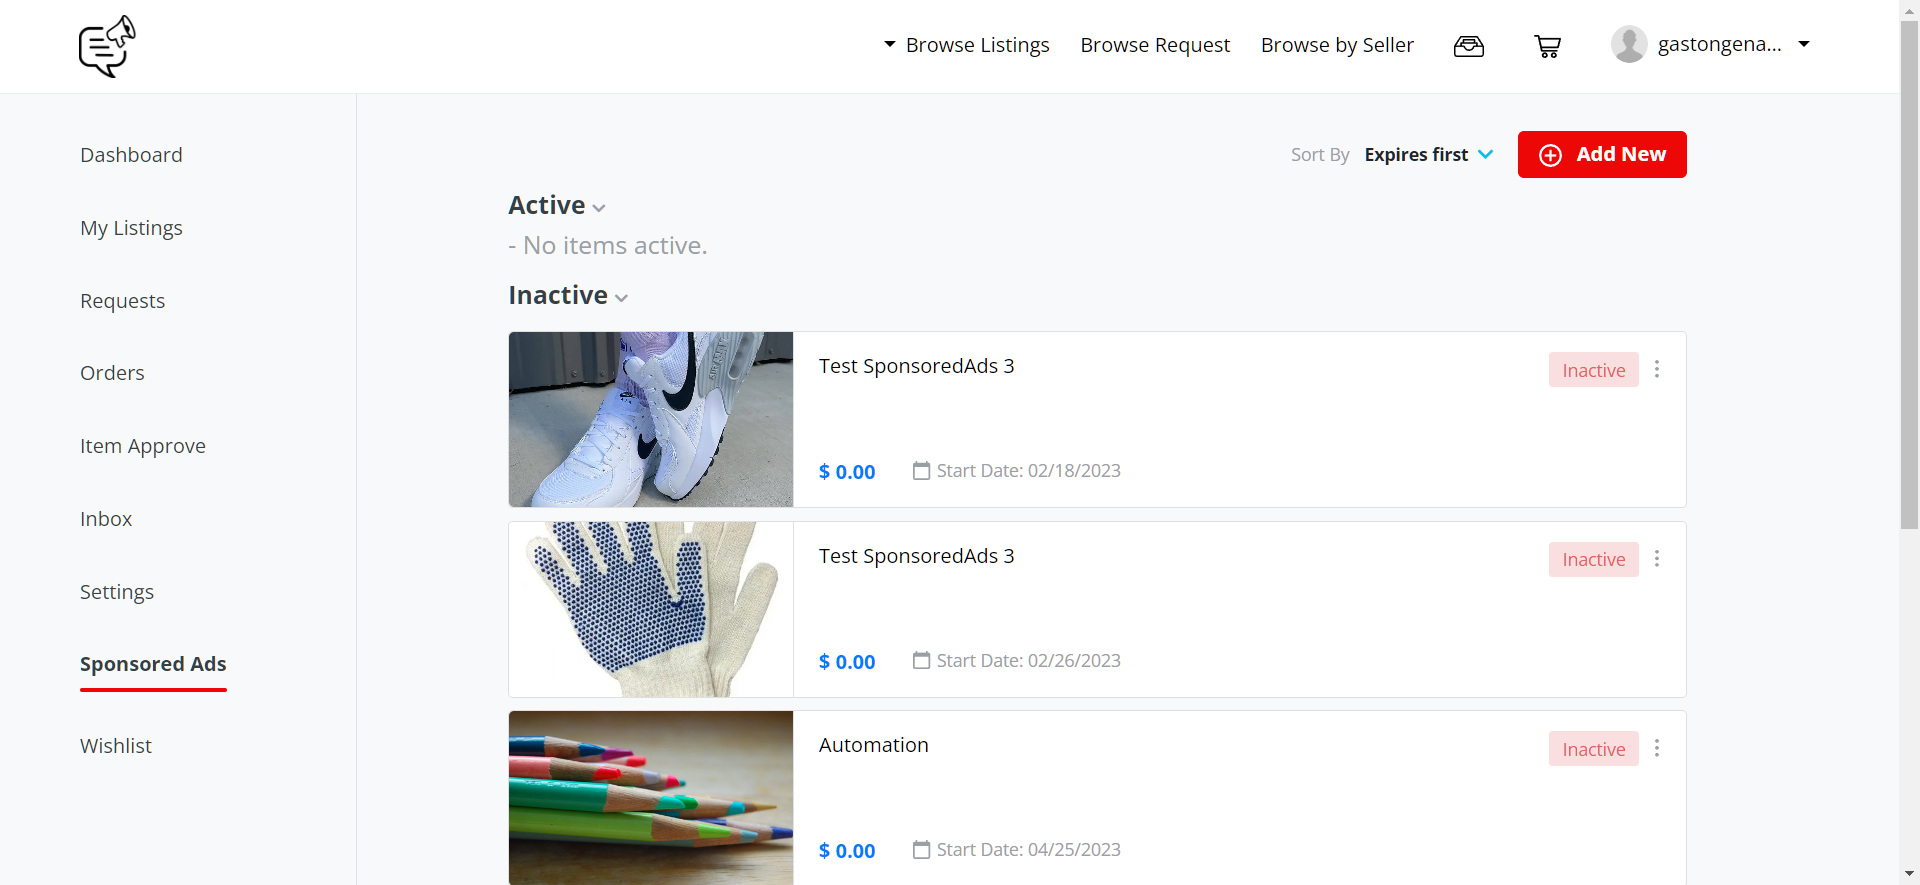 Browse Listings Browse Request Browse by Seller gastongena...
Dashboard
My Listings
Requests
Orders
Item Approve
Inbox
Settings
Sponsored Ads
Wishlist
Sort By Expires first Add New
Active
- No items active.
Inactive
Test SponsoredAds 3 Inactive
$ 0.00 Start Date: 02/18/2023
Test SponsoredAds 3 Inactive
$ 0.00 Start Date: 02/26/2023
Automation Inactive
$ 0.00 Start Date: 04/25/2023